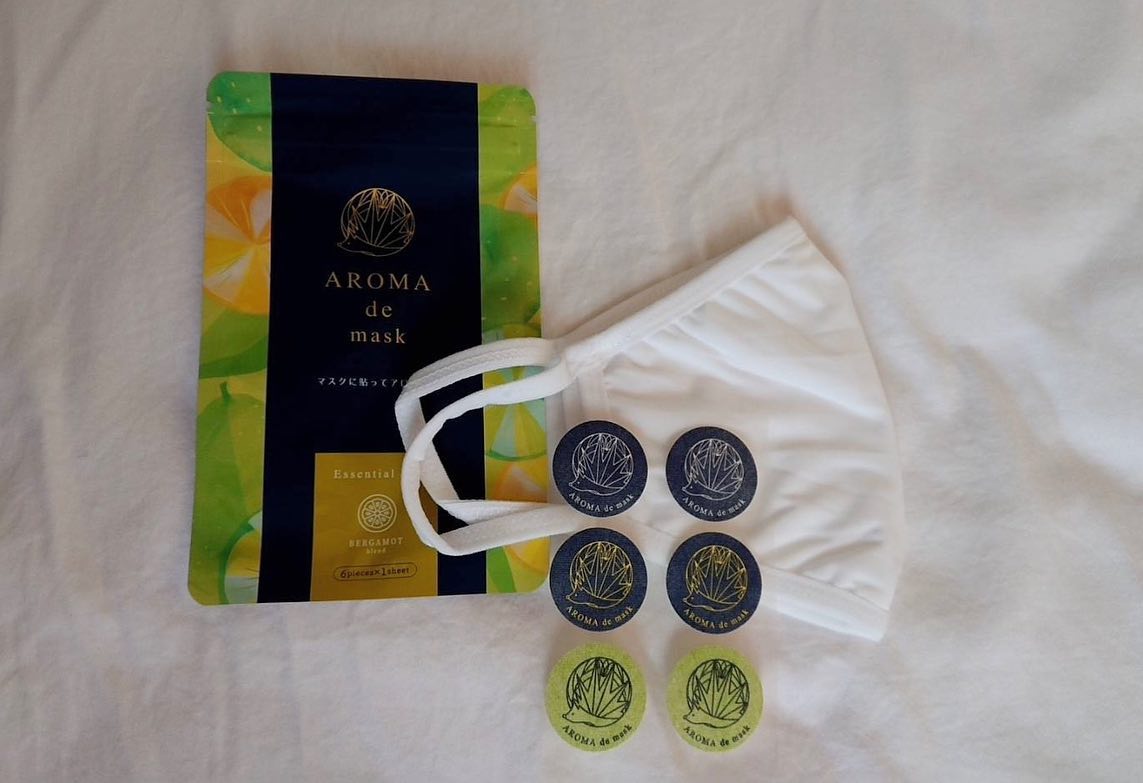 AROMA
de
mask
マスクに貼ってア
Essential
BERGAMOT
blend
6pieces×1sheet
AROMA de mask
AROMA de mask
AROMA de mask
AROMA de mask
AROMA de mask
AROMA de mask